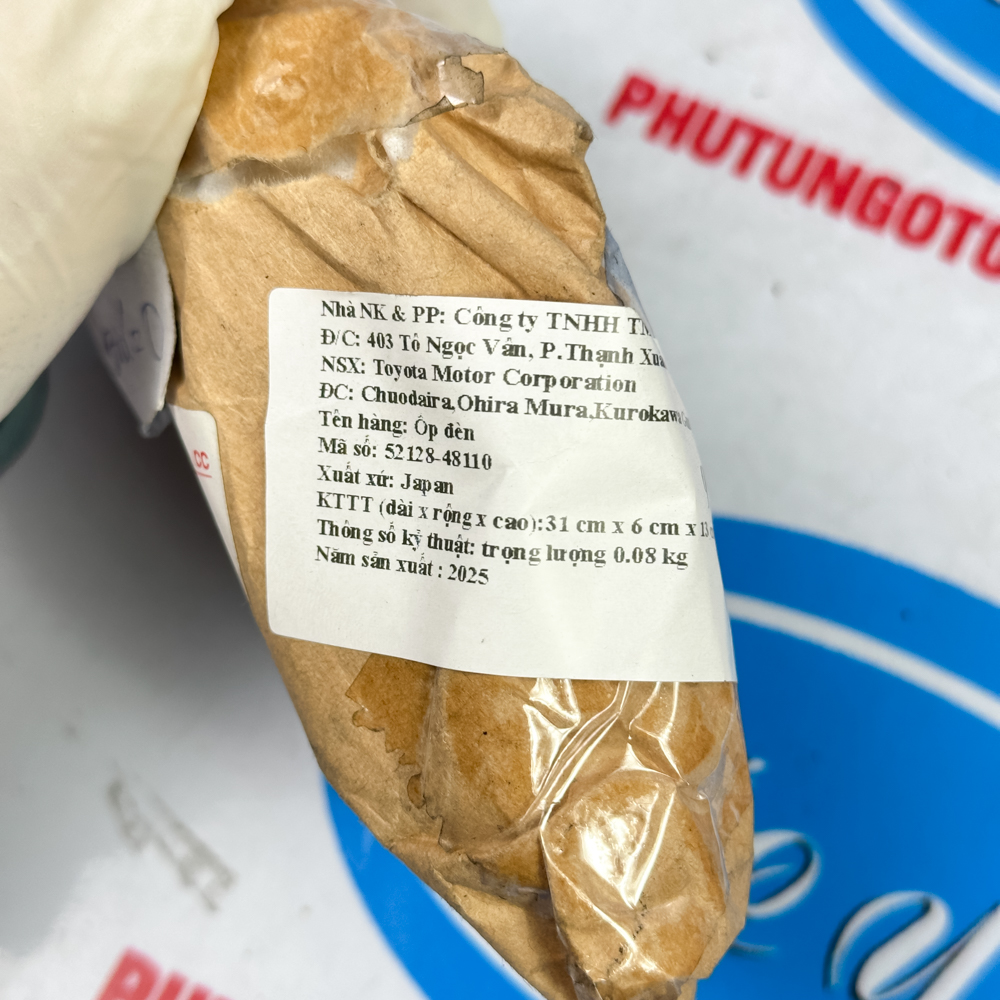 PHUTUNGOTO
Nhà NK & PP: Công ty TNHH
Đ/C: 403 Tô Ngọc Vân, P.Thạnh
NSX: Toyota Motor Corporation
ĐC: Chuodaira,Ohira Mura,Kurokawa
Tên hàng: Ốp đèn
Mã số: 52128-48110
Xuất xứ: Japan
KTTT (dài x rộng x cao):31 cm x 6 cm x 13
Thông số kỹ thuật: trọng lượng 0.08 kg
Năm sản xuất : 2025
CC